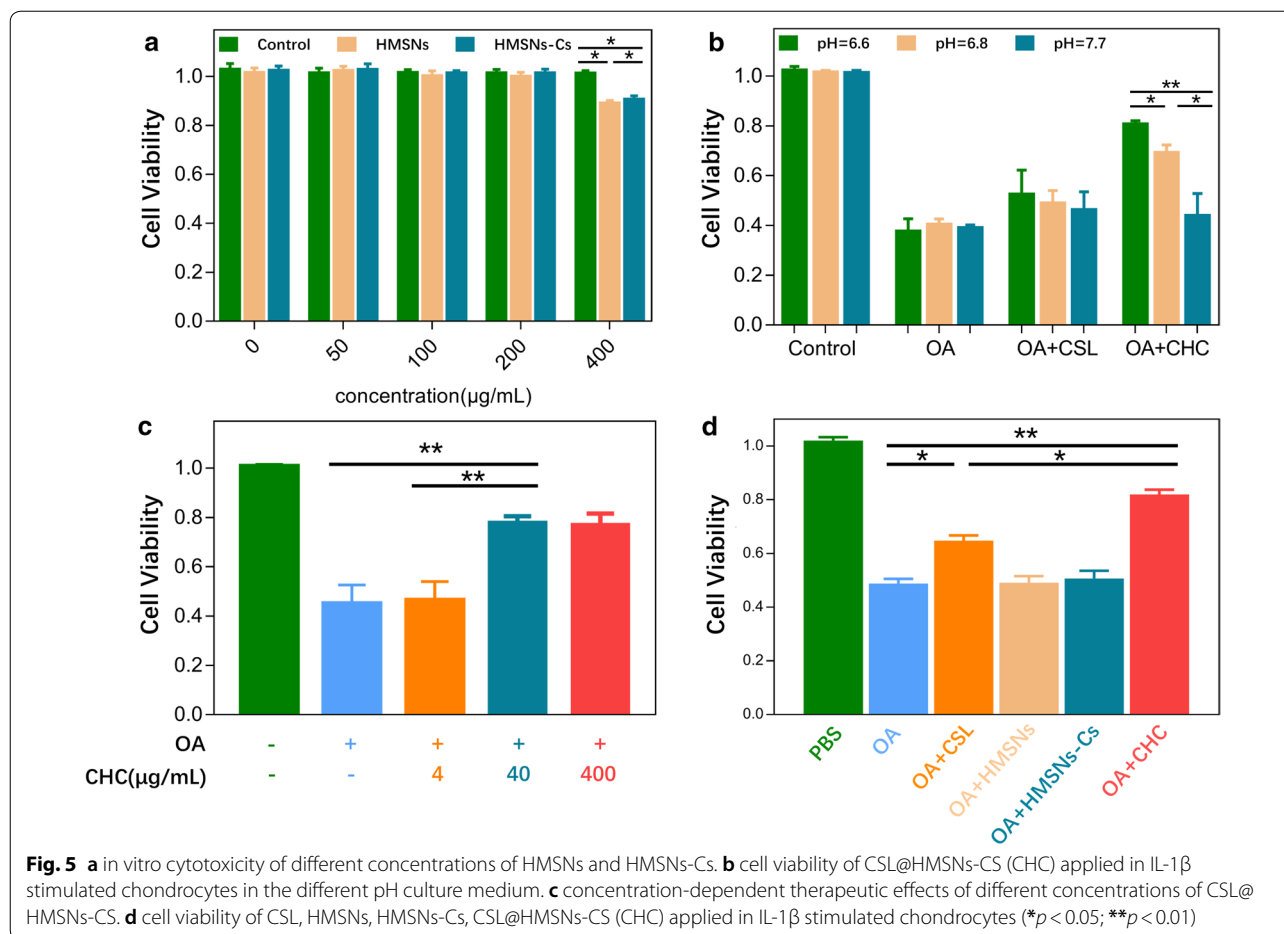 a
Control HMSNs HMSNs-Cs
* 
* *
Cell Viability
1.0
0.8
0.6
0.4
0.2
0.0
0 50 100 200 400
concentration(μg/mL)
b
pH=6.6 pH=6.8 pH=7.7
**
* *
Cell Viability
1.0
0.8
0.6
0.4
0.2
0.0
Control OA OA+CSL OA+CHC
c
**
**
Cell Viability
1.0
0.8
0.6
0.4
0.2
0.0
OA - + + + +
CHC(μg/mL) - - 4 40 400
d
**
* *
Cell Viability
1.0
0.8
0.6
0.4
0.2
0.0
PBS OA OA+CSL OA+HMSNs OA+HMSNs-Cs OA+CHC
Fig. 5 a in vitro cytotoxicity of different concentrations of HMSNs and HMSNs-Cs. b cell viability of CSL@HMSNs-CS (CHC) applied in IL-1β
stimulated chondrocytes in the different pH culture medium. c concentration-dependent therapeutic effects of different concentrations of CSL@
HMSNs-CS. d cell viability of CSL, HMSNs, HMSNs-Cs, CSL@HMSNs-CS (CHC) applied in IL-1β stimulated chondrocytes (*p < 0.05; **p < 0.01)